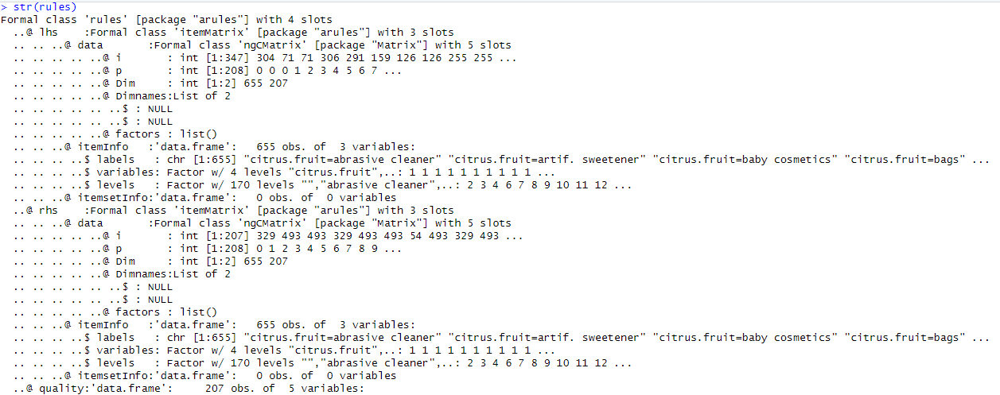 > str(rules)
Formal class 'rules' [package "arules"] with 4 slots
  ..@ lhs    :Formal class 'itemMatrix' [package "arules"] with 3 slots
  .. .. ..@ data       :Formal class 'ngCMatrix' [package "Matrix"] with 5 slots
  .. .. .. .. .. ..@ i       : int [1:347] 304 71 71 306 291 159 126 126 255 255 ...
  .. .. .. .. .. ..@ p       : int [1:208] 0 0 0 1 2 3 4 5 6 7 ...
  .. .. .. .. .. ..@ Dim     : int [1:2] 655 207
  .. .. .. .. .. ..@ Dimnames:List of 2
  .. .. .. .. .. .. ..$ : NULL
  .. .. .. .. .. .. ..$ : NULL
  .. .. .. .. .. ..@ factors : list()
  .. .. ..@ itemInfo   :'data.frame':	655 obs. of  3 variables:
  .. .. .. ..$ labels   : chr [1:655] "citrus.fruit=abrasive cleaner" "citrus.fruit=artif. sweetener" "citrus.fruit=baby cosmetics" "citrus.fruit=bags" ...
  .. .. .. ..$ variables: Factor w/ 4 levels "citrus.fruit",..: 1 1 1 1 1 1 1 1 1 1 ...
  .. .. .. ..$ levels   : Factor w/ 170 levels "","abrasive cleaner",..: 2 3 4 6 7 8 9 10 11 12 ...
  .. .. ..@ itemsetInfo:'data.frame':	0 obs. of  0 variables
  ..@ rhs    :Formal class 'itemMatrix' [package "arules"] with 3 slots
  .. .. ..@ data       :Formal class 'ngCMatrix' [package "Matrix"] with 5 slots
  .. .. .. .. .. ..@ i       : int [1:207] 329 493 493 329 493 493 54 493 329 493 ...
  .. .. .. .. .. ..@ p       : int [1:208] 0 1 2 3 4 5 6 7 8 9 ...
  .. .. .. .. .. ..@ Dim     : int [1:2] 655 207
  .. .. .. .. .. ..@ Dimnames:List of 2
  .. .. .. .. .. .. ..$ : NULL
  .. .. .. .. .. .. ..$ : NULL
  .. .. .. .. .. ..@ factors : list()
  .. .. ..@ itemInfo   :'data.frame':	655 obs. of  3 variables:
  .. .. .. ..$ labels   : chr [1:655] "citrus.fruit=abrasive cleaner" "citrus.fruit=artif. sweetener" "citrus.fruit=baby cosmetics" "citrus.fruit=bags" ...
  .. .. .. ..$ variables: Factor w/ 4 levels "citrus.fruit",..: 1 1 1 1 1 1 1 1 1 1 ...
  .. .. .. ..$ levels   : Factor w/ 170 levels "","abrasive cleaner",..: 2 3 4 6 7 8 9 10 11 12 ...
  .. .. ..@ itemsetInfo:'data.frame':	0 obs. of  0 variables
  ..@ quality:'data.frame':	207 obs. of  5 variables: